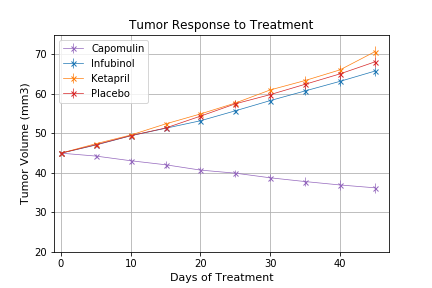 Tumor Response to Treatment
Capomulin
Infubinol
Ketapril
Placebo
Tumor Volume (mm3)
70
60
50
40
30
20
0
10
20
30
40
Days of Treatment